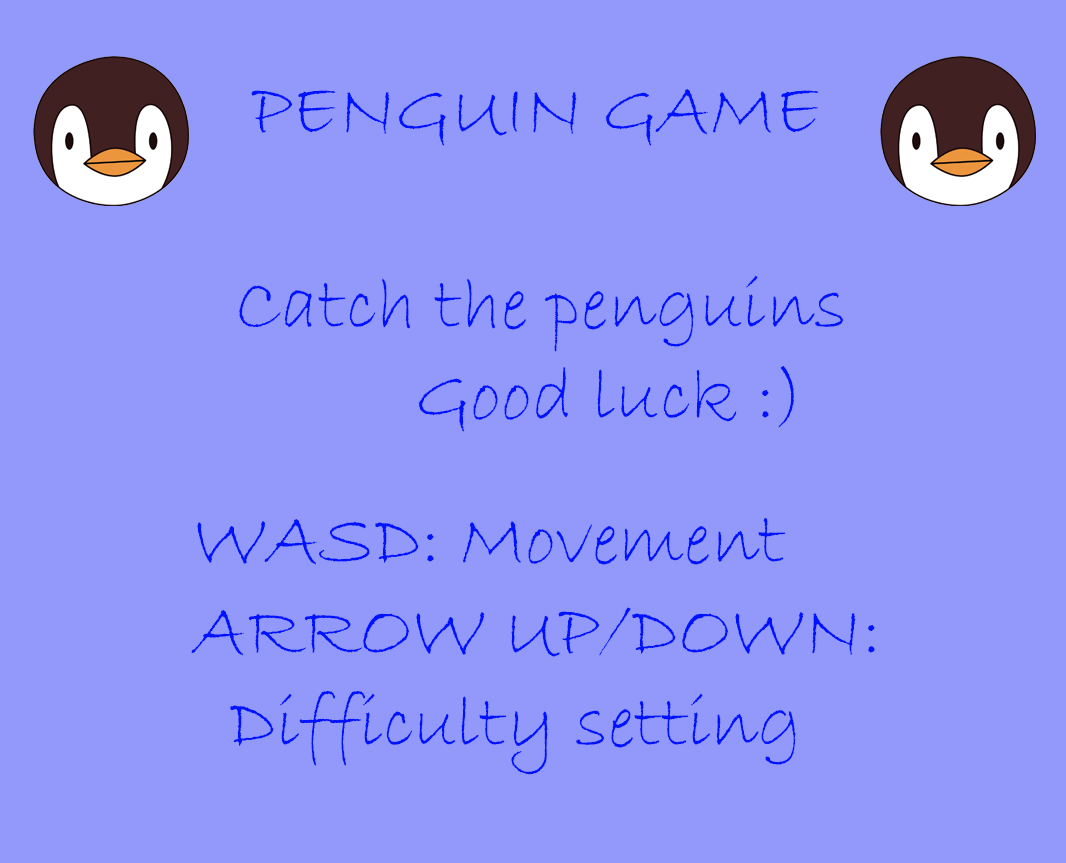 PENGUIN GAME
Catch the penguins
Good luck :)
WASD: Movement
ARROW UP/DOWN:
Difficulty setting